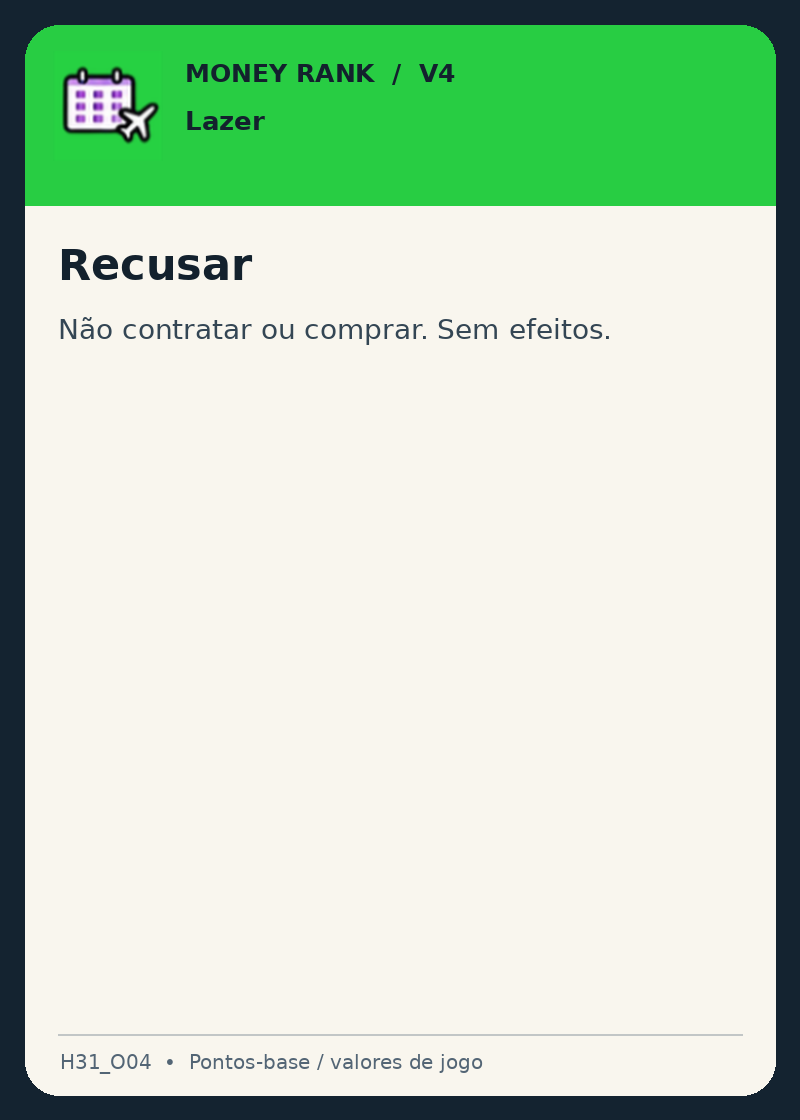 MONEY RANK / V4
Lazer
Recusar
Não contratar ou comprar. Sem efeitos.
H31_O04 • Pontos-base / valores de jogo